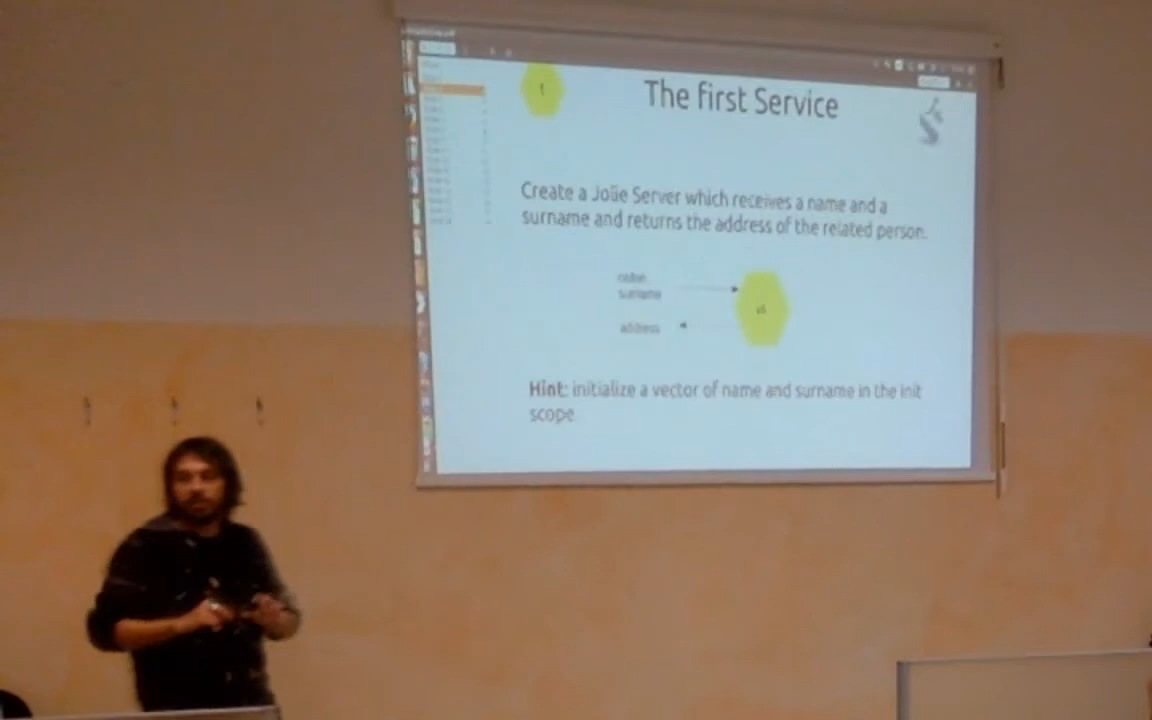 The first Service
Create a Jolie Server which receives a name and a
surname and returns the address of the related person.
name
surname
address
Hint: initialize a vector of name and surname in the init
scope